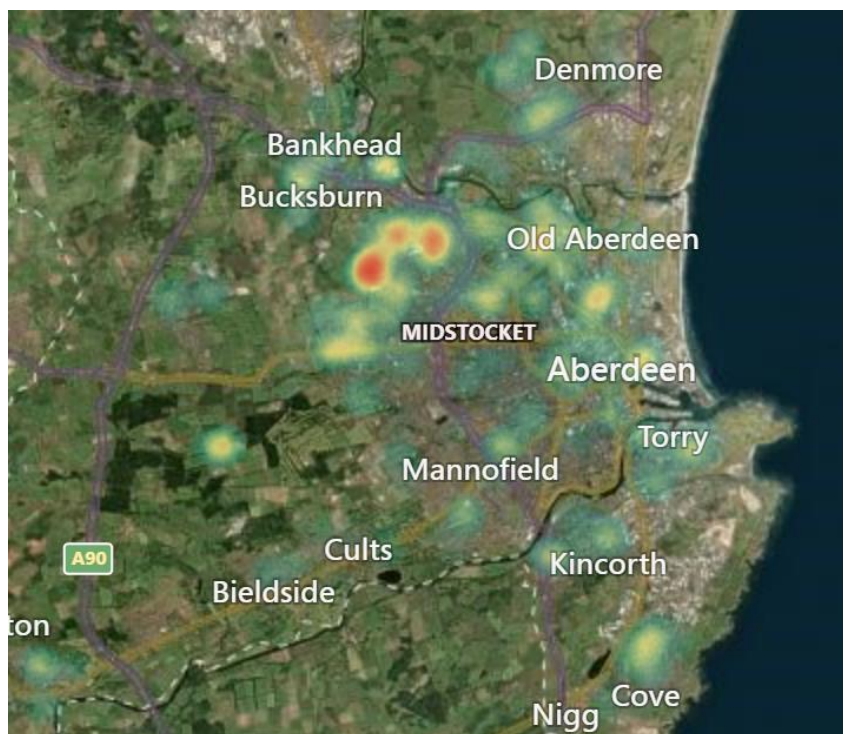 Denmore
Bankhead
Bucksburn
Old Aberdeen
MIDSTOCKET
Aberdeen
Torry
Mannofield
A90
Cults
Kincorth
Bieldside
ton
Cove
Nigg